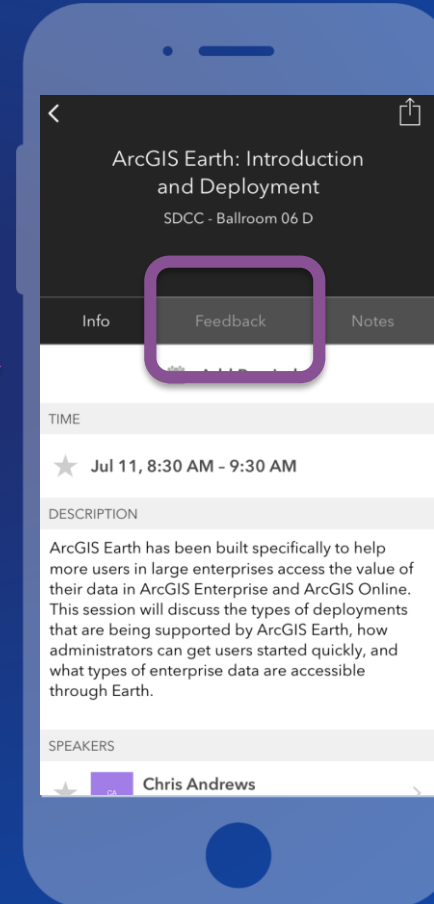 ArcGIS Earth: Introduction
and Deployment
SDCC - Ballroom 06 D
Info Feedback Notes
TIME
Jul 11, 8:30 AM – 9:30 AM
DESCRIPTION
ArcGIS Earth has been built specifically to help
more users in large enterprises access the value of
their data in ArcGIS Enterprise and ArcGIS Online.
This session will discuss the types of deployments
that are being supported by ArcGIS Earth, how
administrators can get users started quickly, and
what types of enterprise data are accessible
through Earth.
SPEAKERS
CA Chris Andrews